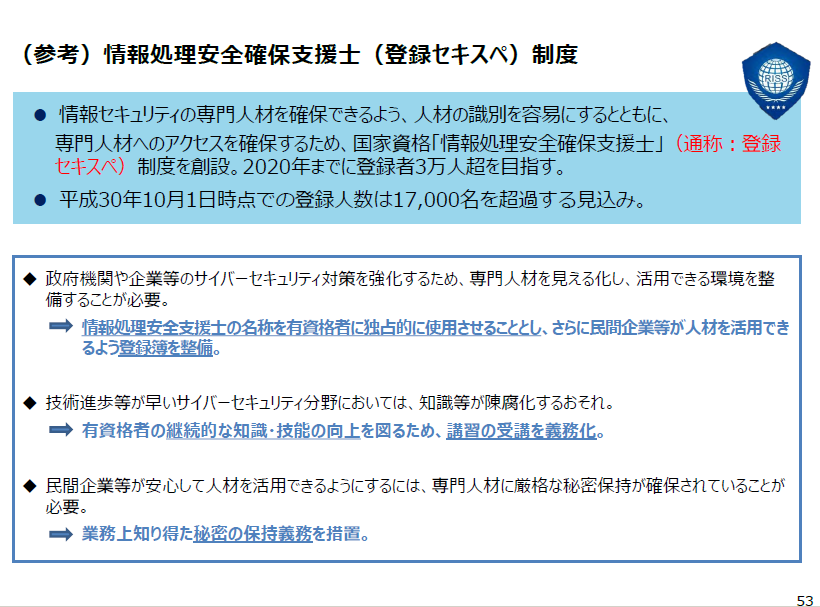 （参考）情報処理安全確保支援士（登録セキスペ）制度
RISS
● 情報セキュリティの専門人材を確保できるよう、人材の識別を容易にするとともに、
専門人材へのアクセスを確保するため、国家資格「情報処理安全確保支援士」（通称：登録
セキスペ）制度を創設。2020年までに登録者3万人超を目指す。
● 平成30年10月1日時点での登録人数は17,000名を超過する見込み。
◆ 政府機関や企業等のサイバーセキュリティ対策を強化するため、専門人材を見える化し、活用できる環境を整
備することが必要。
➡ 情報処理安全支援士の名称を有資格者に独占的に使用させることとし、さらに民間企業等が人材を活用でき
るよう登録簿を整備。
◆ 技術進歩等が早いサイバーセキュリティ分野においては、知識等が陳腐化するおそれ。
➡ 有資格者の継続的な知識・技能の向上を図るため、講習の受講を義務化。
◆ 民間企業等が安心して人材を活用できるようにするには、専門人材に厳格な秘密保持が確保されていることが
必要。
➡ 業務上知り得た秘密の保持義務を措置。
53